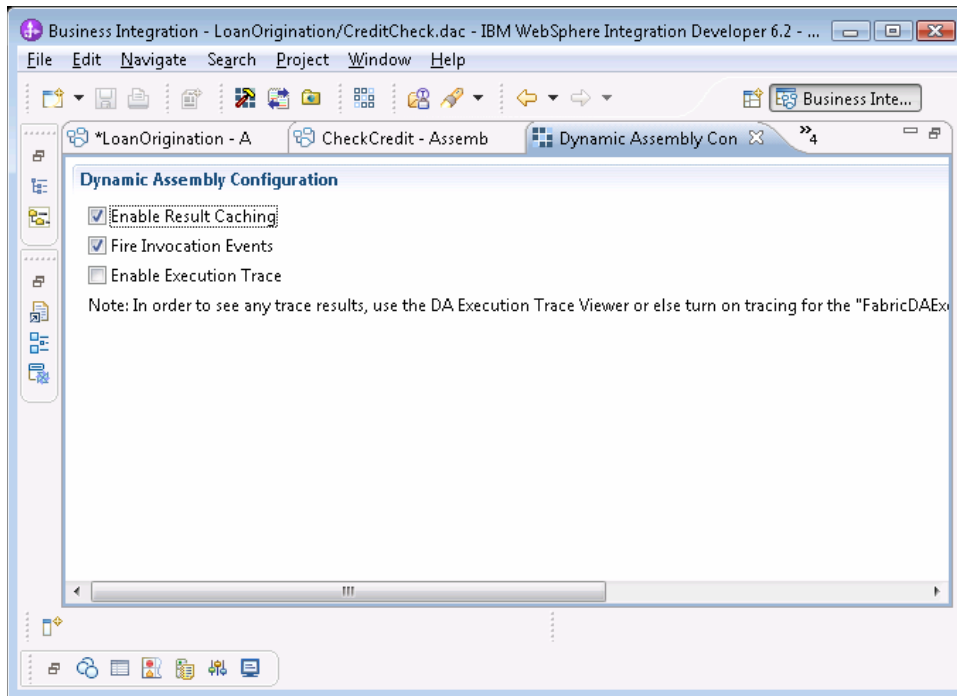 Business Integration - LoanOrigination/CreditCheck.dac - IBM WebSphere Integration Developer 6.2 - ...
File Edit Navigate Search Project Window Help
Business Inte...
*LoanOrigination - A CheckCredit - Assemb Dynamic Assembly Con »4
Dynamic Assembly Configuration
Enable Result Caching
Fire Invocation Events
Enable Execution Trace
Note: In order to see any trace results, use the DA Execution Trace Viewer or else turn on tracing for the "FabricDAEx